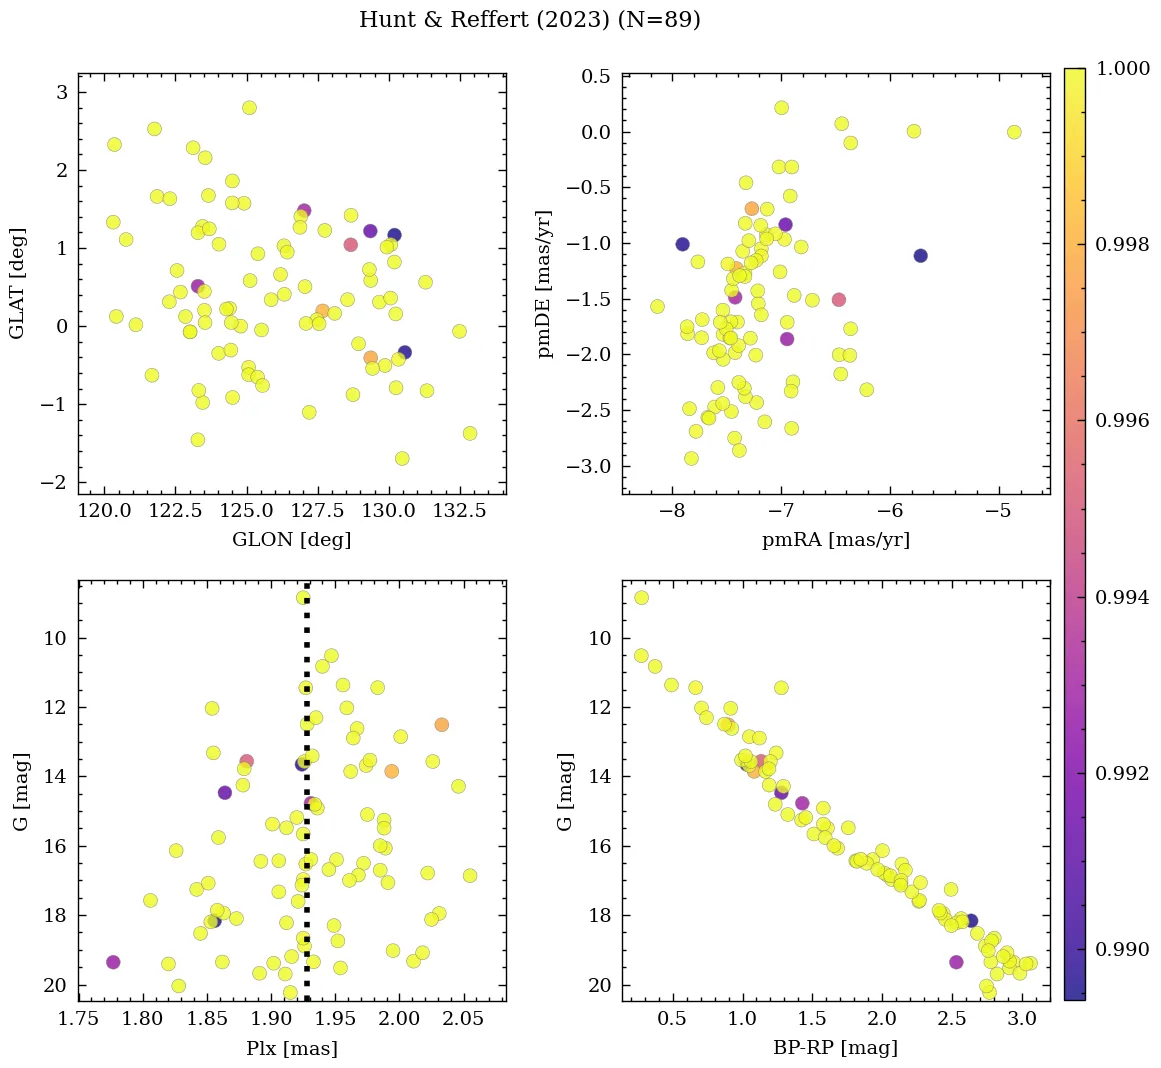 Hunt & Reffert (2023) (N=89)
3
2
1
0
−1
−2
GLAT [deg]
120.0 122.5 125.0 127.5 130.0 132.5
GLON [deg]
0.5
0.0
−0.5
−1.0
−1.5
−2.0
−2.5
−3.0
pmDE [mas/yr]
−8 −7 −6 −5
pmRA [mas/yr]
10
12
14
16
18
20
G [mag]
1.75 1.80 1.85 1.90 1.95 2.00 2.05
Plx [mas]
10
12
14
16
18
20
G [mag]
0.5 1.0 1.5 2.0 2.5 3.0
BP-RP [mag]
1.000
0.998
0.996
0.994
0.992
0.990